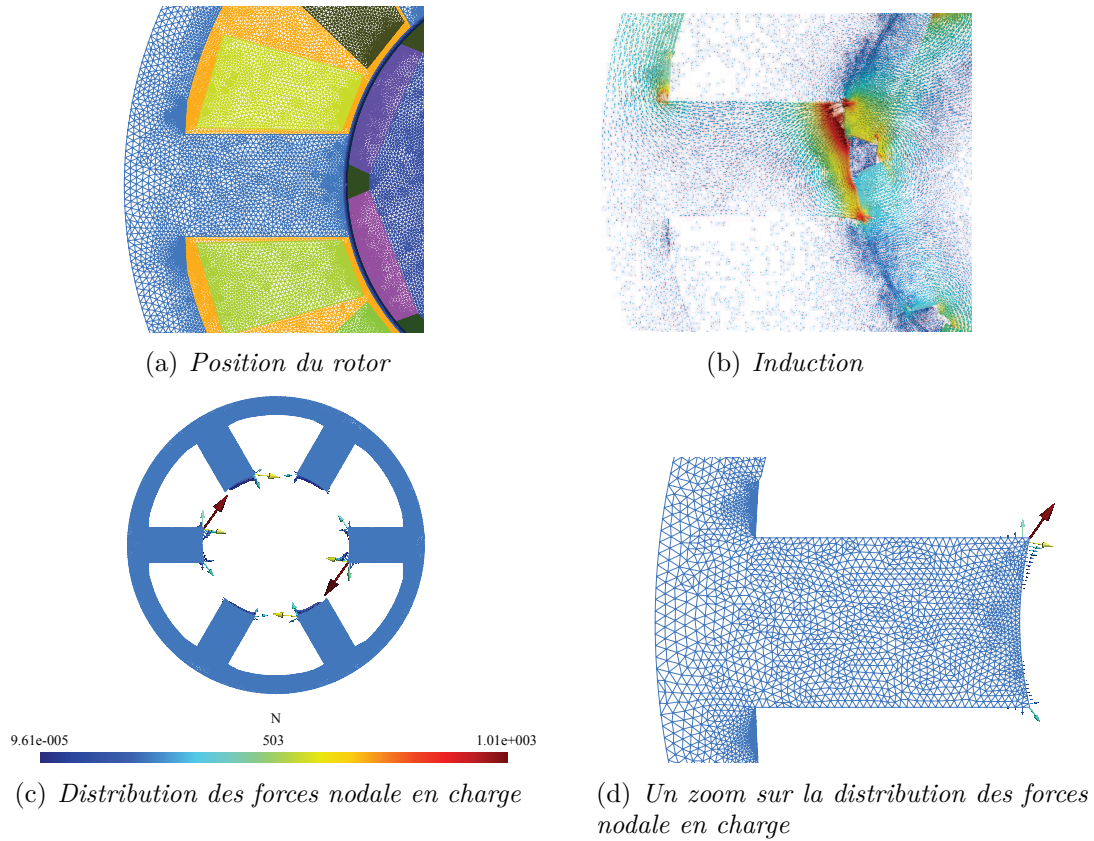 (a) Position du rotor
(b) Induction
N
9.61e-005 503 1.01e+003
(c) Distribution des forces nodale en charge
(d) Un zoom sur la distribution des forces
nodale en charge